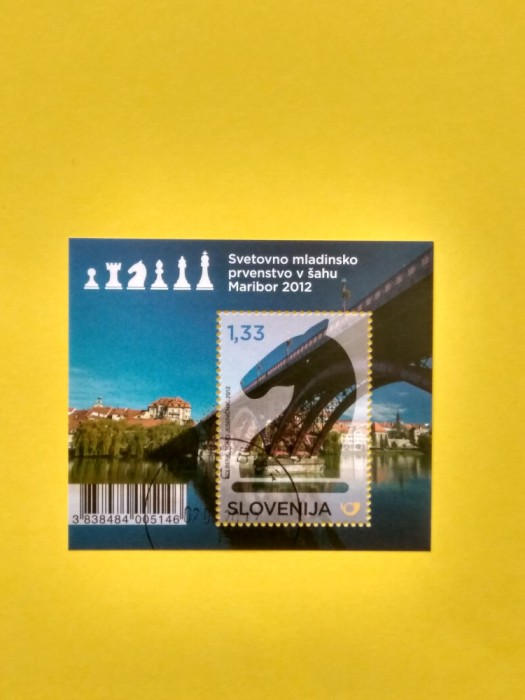 Svetovno mladinsko
prvenstvo v šahu
Maribor 2012
1,33
SLOVENIJA
3 838484 005146